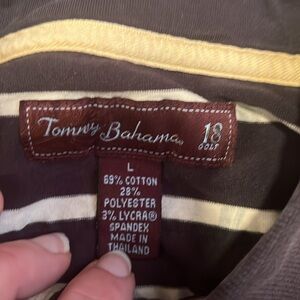 Tommy Bahama 18
GOLF
L
69% COTTON
28%
POLYESTER
3% LYCRA®
SPANDEX
MADE IN
THAILAND